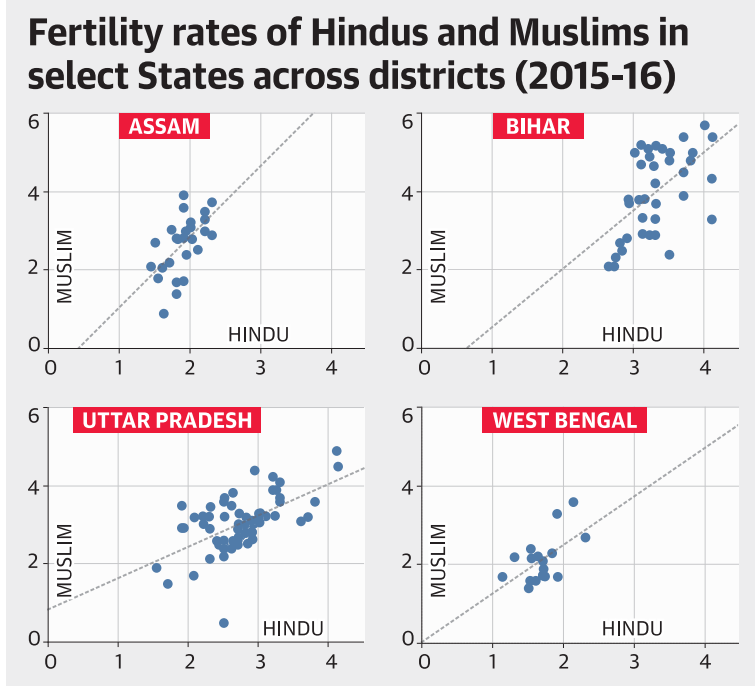 Fertility rates of Hindus and Muslims in
select States across districts (2015-16)
ASSAM
6
4
2
0
MUSLIM
HINDU
0 1 2 3 4
BIHAR
6
4
2
0
MUSLIM
HINDU
0 1 2 3 4
UTTAR PRADESH
6
4
2
0
MUSLIM
HINDU
0 1 2 3 4
WEST BENGAL
6
4
2
0
MUSLIM
HINDU
0 1 2 3 4